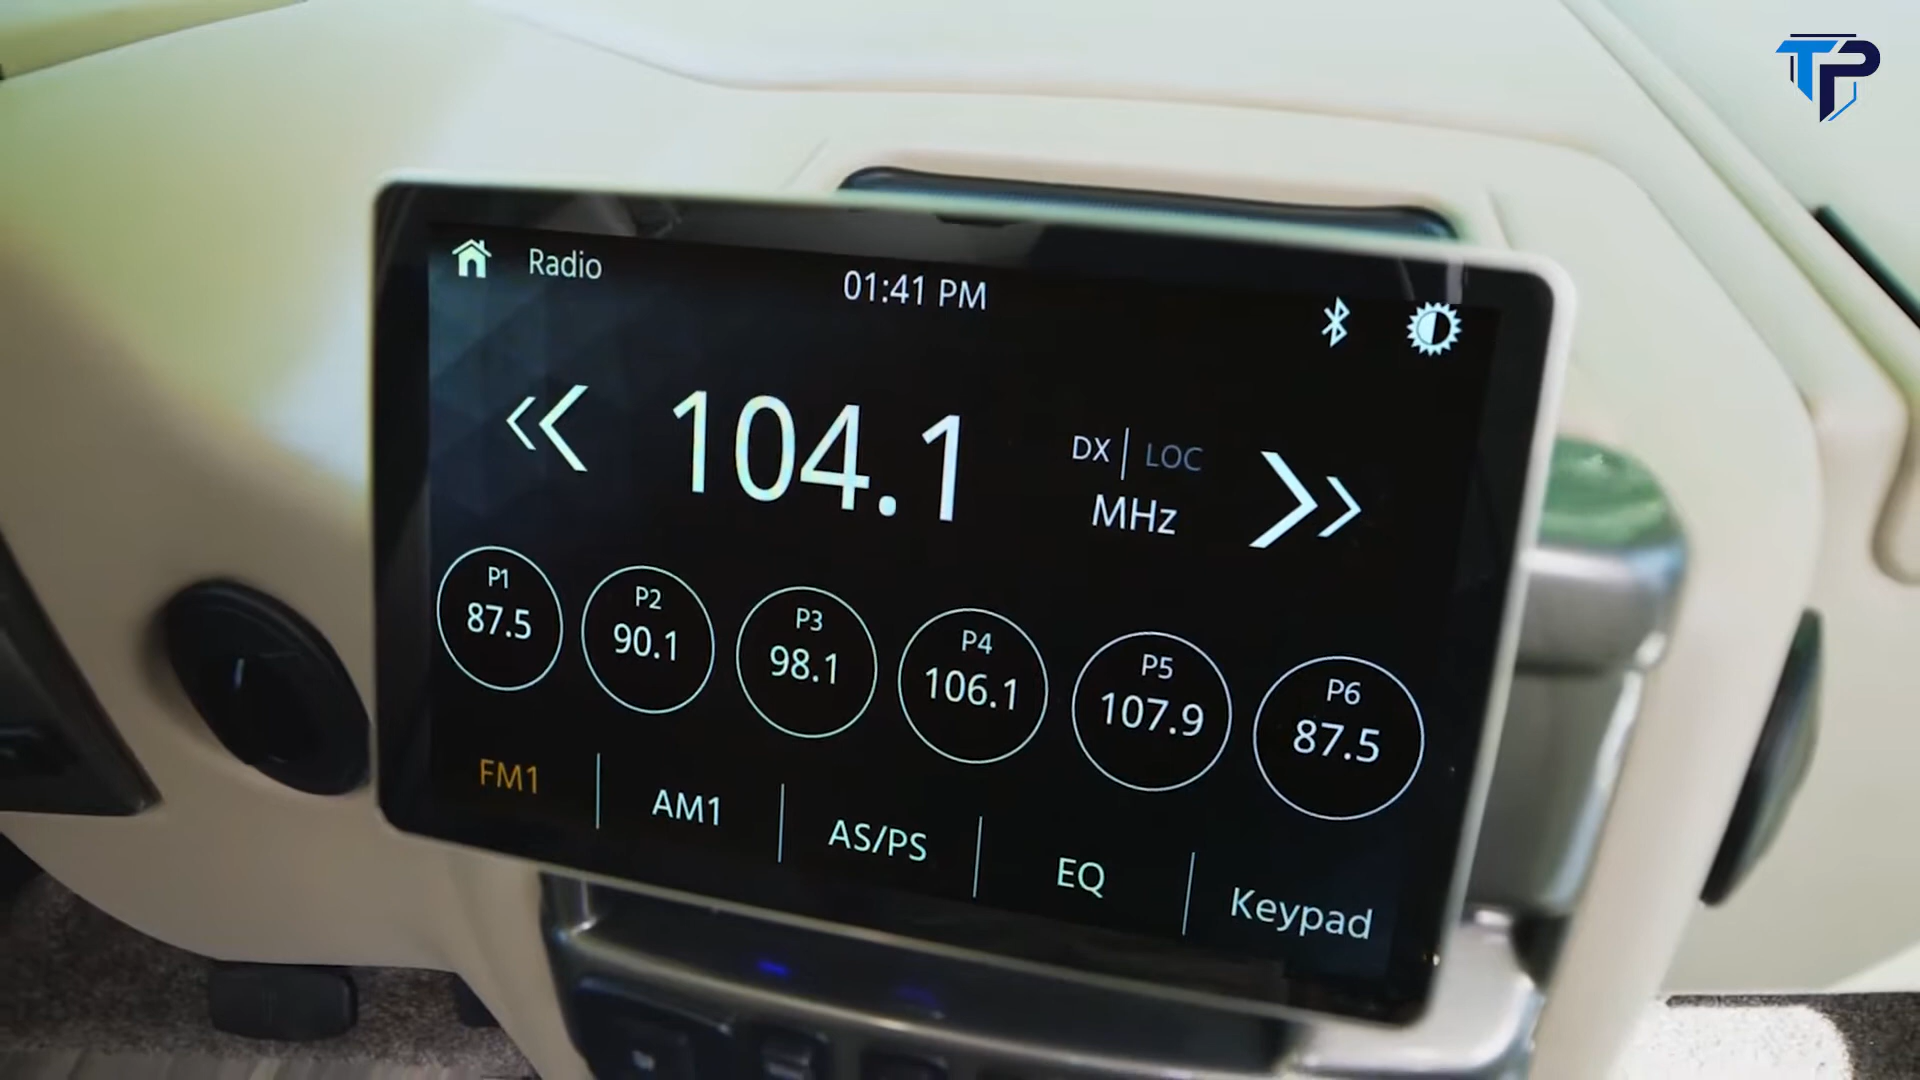 TP
Radio
01:41 PM
104.1
DX | LOC
MHz
P1
87.5
P2
90.1
P3
98.1
P4
106.1
P5
107.9
P6
87.5
FM1
AM1
AS/PS
EQ
Keypad